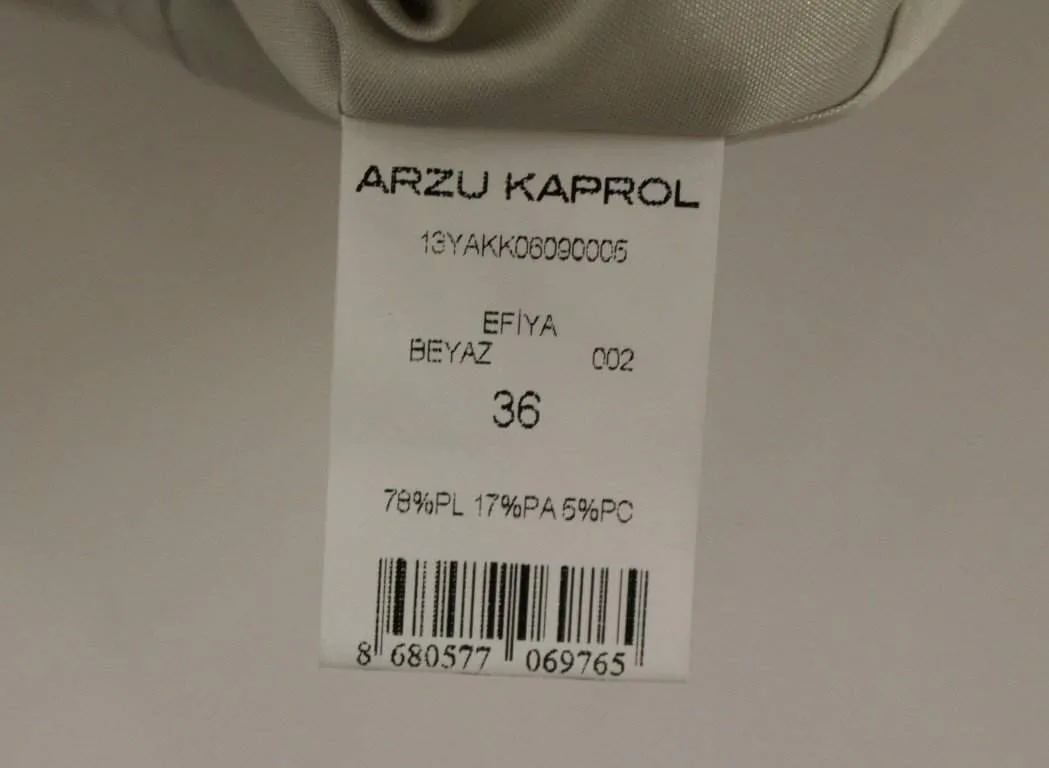 ARZU KAPROL
13YAKK06090005
EFİYA
BEYAZ 002
36
78%PL 17%PA 5%PC
8 680577 069765